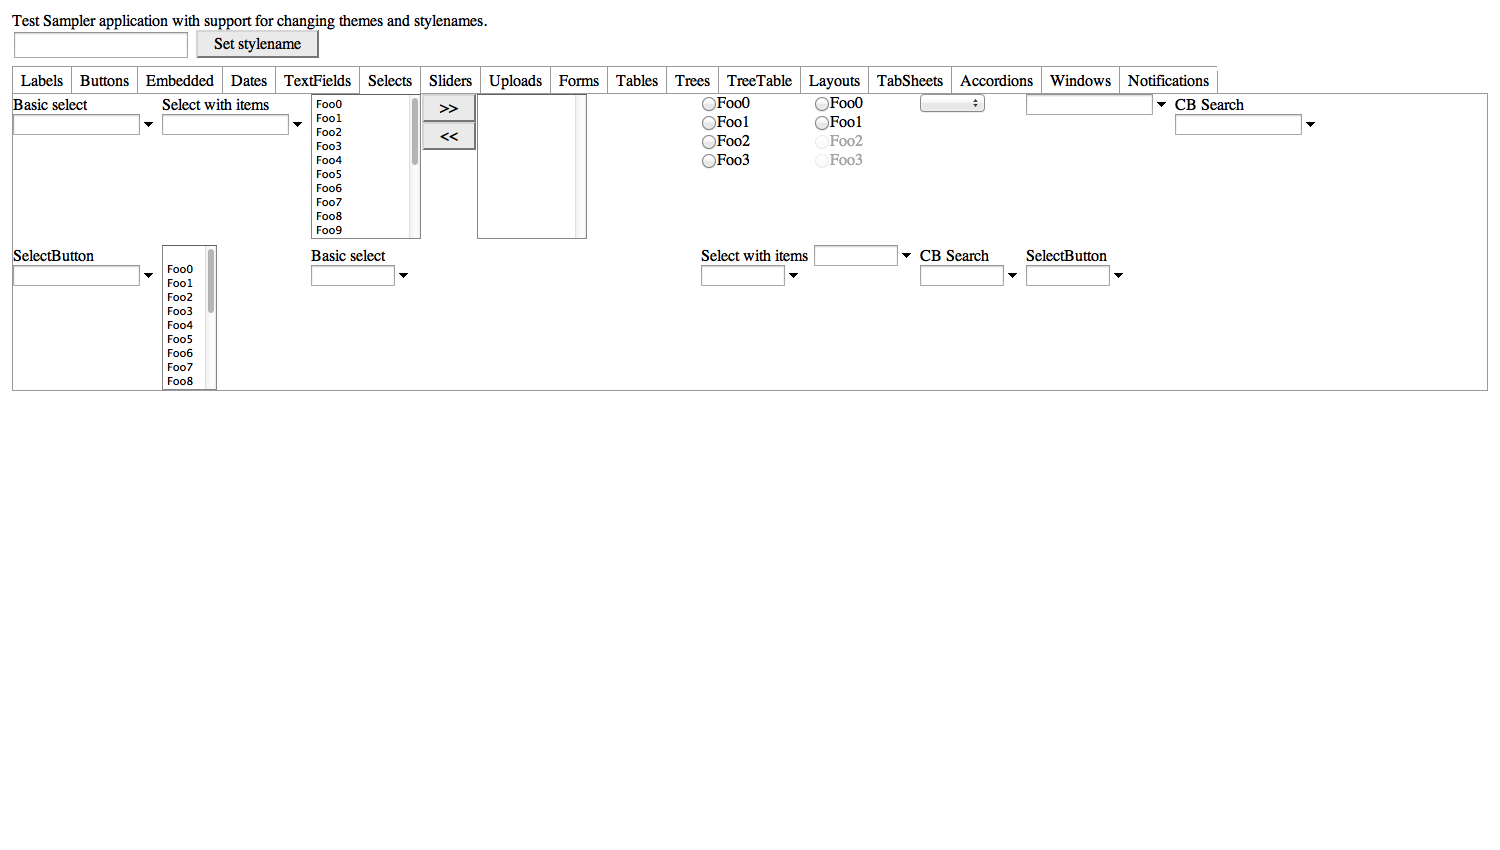 Test Sampler application with support for changing themes and stylenames.
Set stylename
Labels Buttons Embedded Dates TextFields Selects Sliders Uploads Forms Tables Trees TreeTable Layouts TabSheets Accordions Windows Notifications
Basic select
Select with items
Foo0
Foo1
Foo2
Foo3
Foo4
Foo5
Foo6
Foo7
Foo8
Foo9
>>
<<
Foo0
Foo1
Foo2
Foo3
Foo0
Foo1
Foo2
Foo3
CB Search
SelectButton
Foo0
Foo1
Foo2
Foo3
Foo4
Foo5
Foo6
Foo7
Foo8
Basic select
Select with items
CB Search
SelectButton